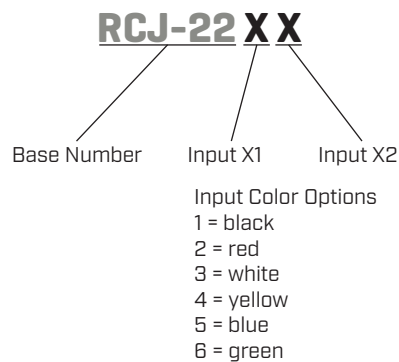 RCJ-22 X X
Base Number Input X1 Input X2
Input Color Options
1 = black
2 = red
3 = white
4 = yellow
5 = blue
6 = green